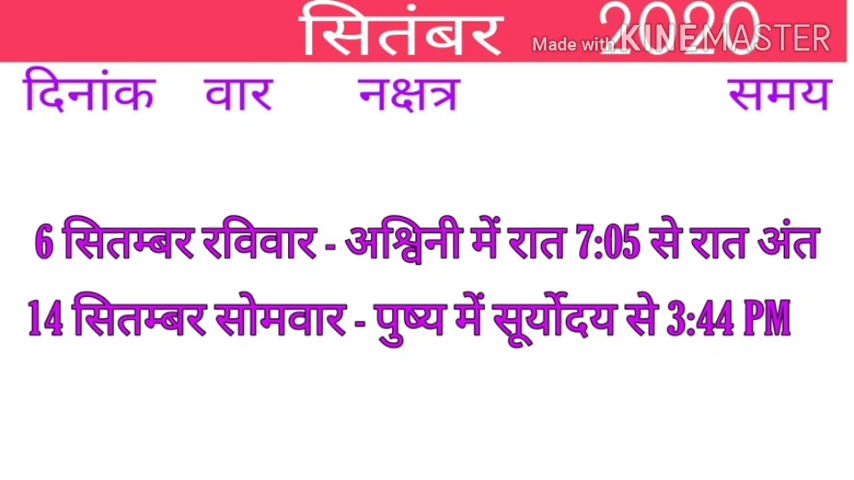 सितंबर 2020
Made with KINEMASTER
दिनांक वार नक्षत्र समय
6 सितम्बर रविवार - अश्विनी में रात 7:05 से रात अंत
14 सितम्बर सोमवार - पुष्य में सूर्योदय से 3:44 PM